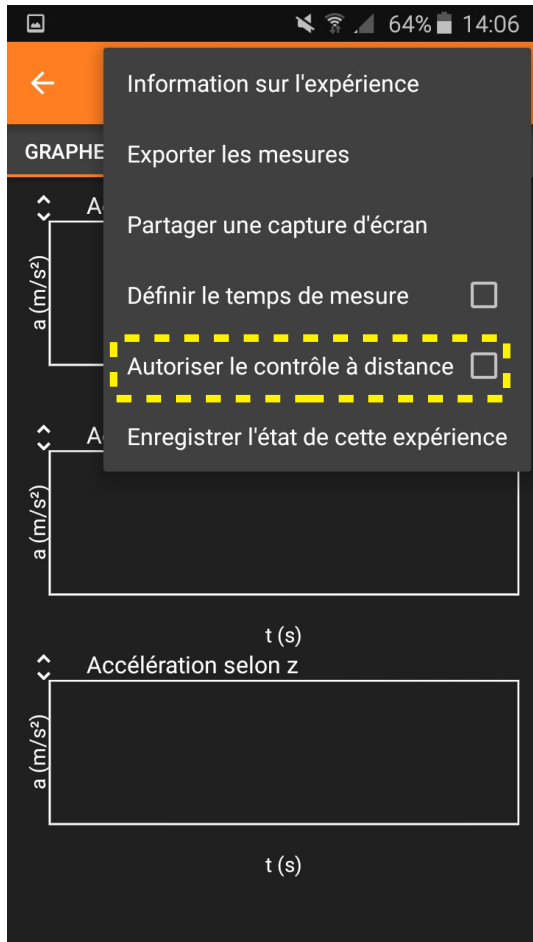 64% 14:06
Information sur l'expérience
GRAPHE
Exporter les mesures
A
Partager une capture d'écran
a (m/s²)
Définir le temps de mesure
Autoriser le contrôle à distance
A
Enregistrer l'état de cette expérience
a (m/s²)
t (s)
Accélération selon z
a (m/s²)
t (s)